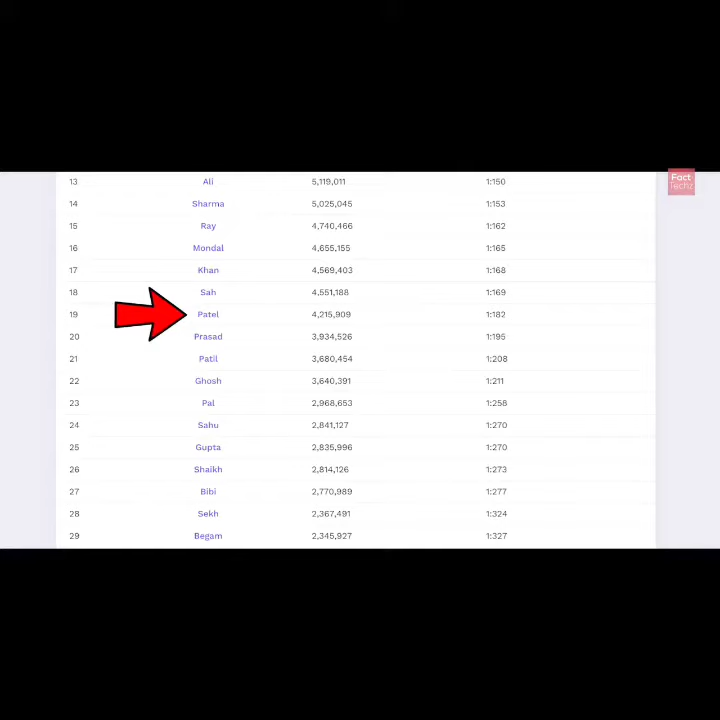 13 Ali 5,119,011 1:150
Fact
Techz
14 Sharma 5,025,045 1:153
15 Ray 4,740,466 1:162
16 Mondal 4,655,155 1:165
17 Khan 4,569,403 1:168
18 Sah 4,551,188 1:169
19 Patel 4,215,909 1:182
20 Prasad 3,934,526 1:195
21 Patil 3,680,454 1:208
22 Ghosh 3,640,391 1:211
23 Pal 2,968,653 1:258
24 Sahu 2,841,127 1:270
25 Gupta 2,835,996 1:270
26 Shaikh 2,814,126 1:273
27 Bibi 2,770,989 1:277
28 Sekh 2,367,491 1:324
29 Begam 2,345,927 1:327